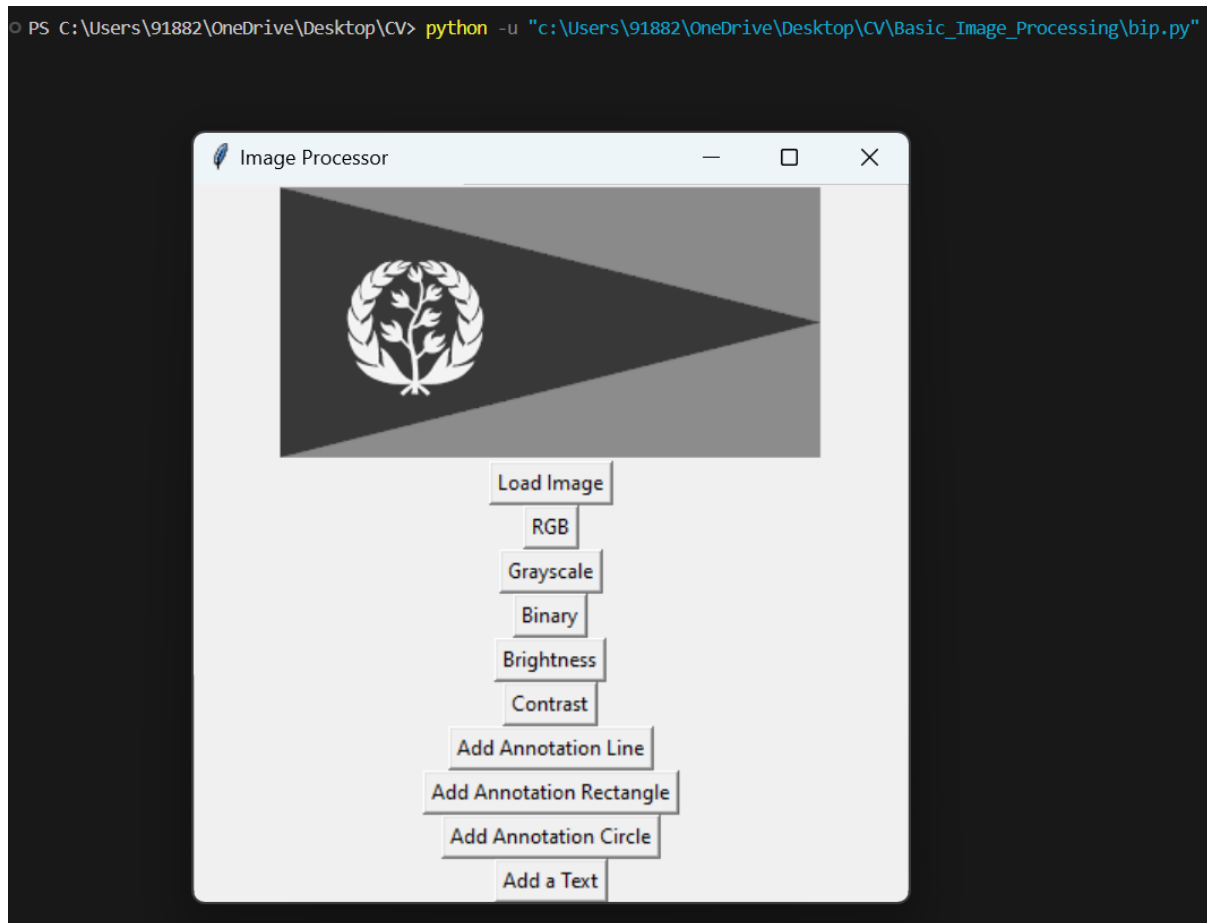 PS C:\Users\91882\OneDrive\Desktop\CV> python -u "c:\Users\91882\OneDrive\Desktop\CV\Basic_Image_Processing\bip.py"
Image Processor
Load Image
RGB
Grayscale
Binary
Brightness
Contrast
Add Annotation Line
Add Annotation Rectangle
Add Annotation Circle
Add a Text